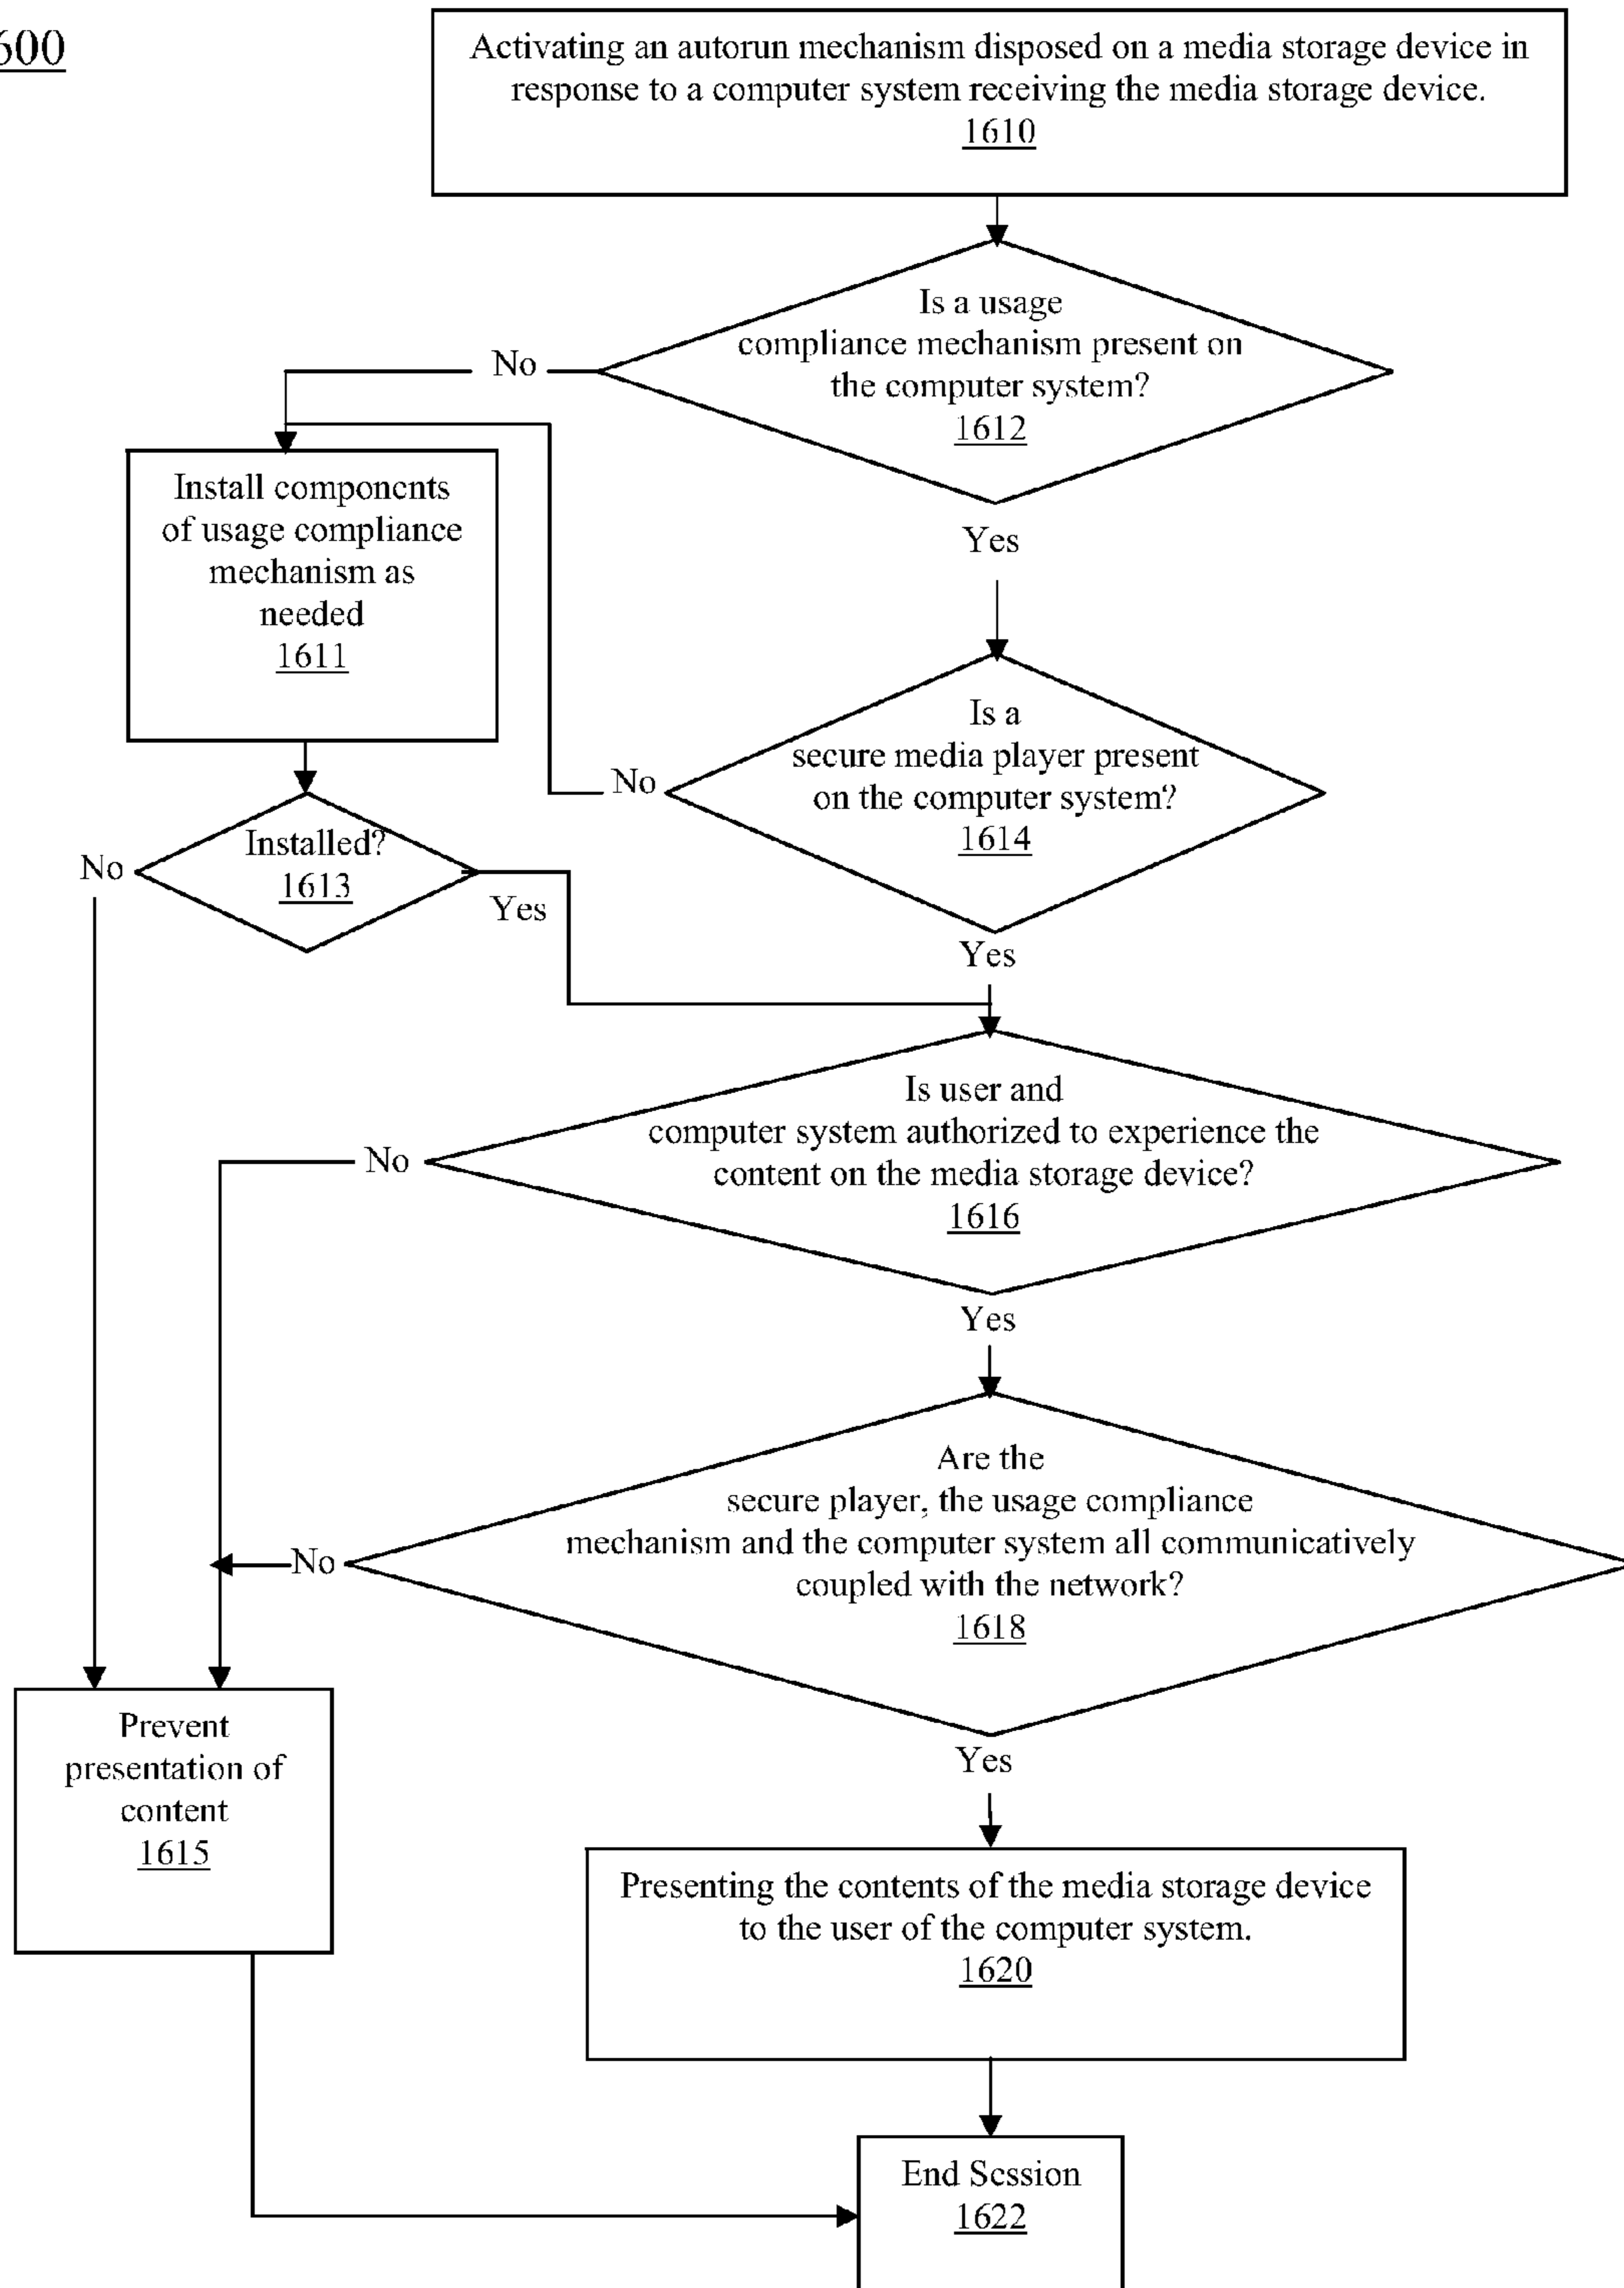 600
Activating an autorun mechanism disposed on a media storage device in
response to a computer system receiving the media storage device.
1610
Is a usage
compliance mechanism present on
the computer system?
1612
No
Yes
Install components
of usage compliance
mechanism as
needed
1611
Is a
secure media player present
on the computer system?
1614
No
Yes
Installed?
1613
No
Yes
Is user and
computer system authorized to experience the
content on the media storage device?
1616
No
Yes
Are the
secure player, the usage compliance
mechanism and the computer system all communicatively
coupled with the network?
1618
No
Yes
Prevent
presentation of
content
1615
Presenting the contents of the media storage device
to the user of the computer system.
1620
End Session
1622